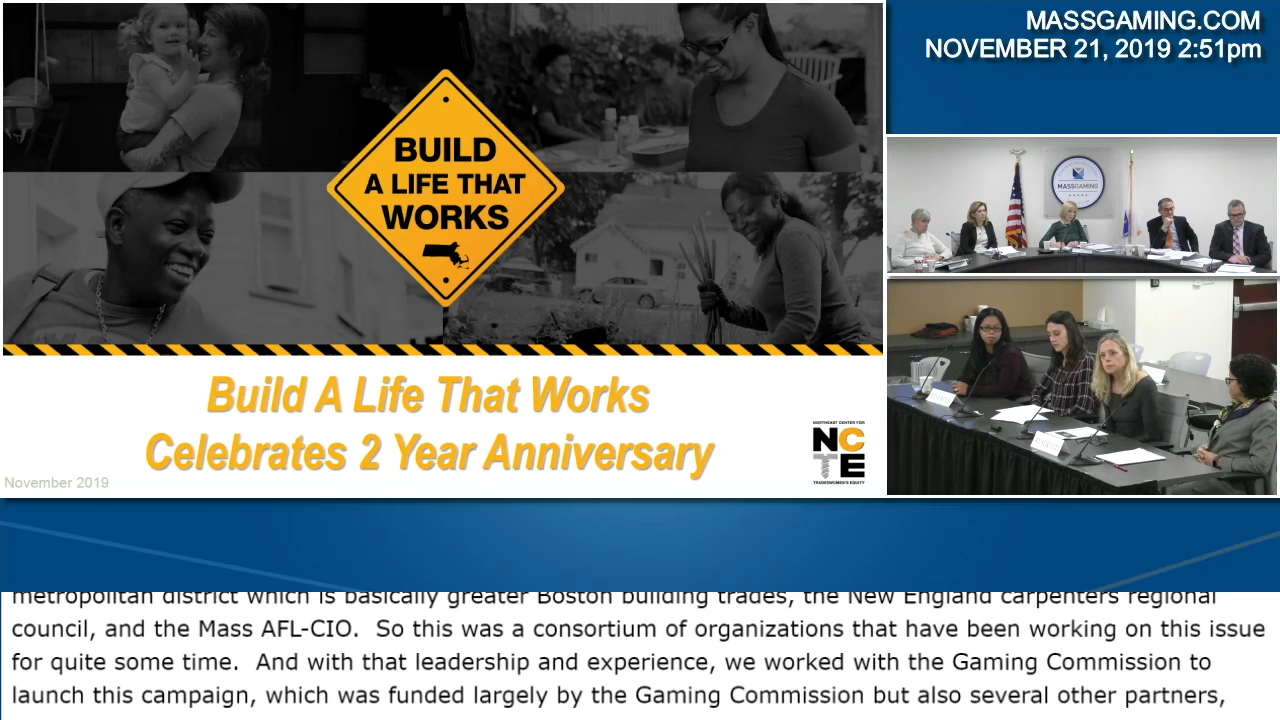 MASSGAMING.COM
NOVEMBER 21, 2019 2:51pm
BUILD
A LIFE THAT
WORKS
Build A Life That Works
Celebrates 2 Year Anniversary
November 2019
NORTHEAST CENTER FOR
NC
TE
TRADESWOMEN'S EQUITY
MASSGAMING
metropolitan district which is basically greater Boston building trades, the New England carpenters regional
council, and the Mass AFL-CIO.  So this was a consortium of organizations that have been working on this issue
for quite some time.  And with that leadership and experience, we worked with the Gaming Commission to
launch this campaign, which was funded largely by the Gaming Commission but also several other partners,